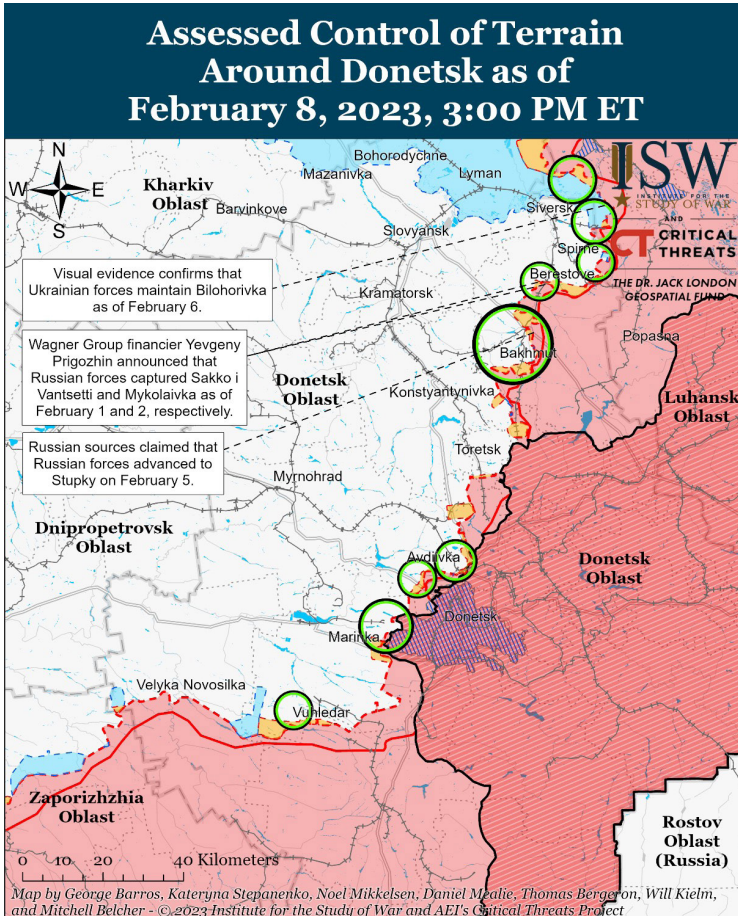 Assessed Control of Terrain
Around Donetsk as of
February 8, 2023, 3:00 PM ET
N
W
E
S
ISW
INSTITUTE FOR THE
STUDY OF WAR
AND
CT CRITICAL
THREATS
THE DR. JACK LONDON
GEOSPATIAL FUND
Bohorodychne
Mazanivka
Lyman
Kharkiv
Oblast
Barvinkove
Siversk
Slovyansk
Spirne
Visual evidence confirms that
Ukrainian forces maintain Bilohorivka
as of February 6.
Berestove
Kramatorsk
Wagner Group financier Yevgeny
Prigozhin announced that
Russian forces captured Sakko i
Vantsetti and Mykolaivka as of
February 1 and 2, respectively.
Popasna
Bakhmut
Donetsk
Oblast
Konstyantynivka
Luhansk
Oblast
Russian sources claimed that
Russian forces advanced to
Stupky on February 5.
Toretsk
Myrnohrad
Dnipropetrovsk
Oblast
Avdiivka
Donetsk
Oblast
Donetsk
Marinka
Velyka Novosilka
Vuhledar
Zaporizhzhia
Oblast
Rostov
Oblast
(Russia)
0 10 20 40 Kilometers
Map by George Barros, Kateryna Stepanenko, Noel Mikkelsen, Daniel Mealie, Thomas Bergeron, Will Kielm,
and Mitchell Belcher - © 2023 Institute for the Study of War and AEI's Critical Threats Project